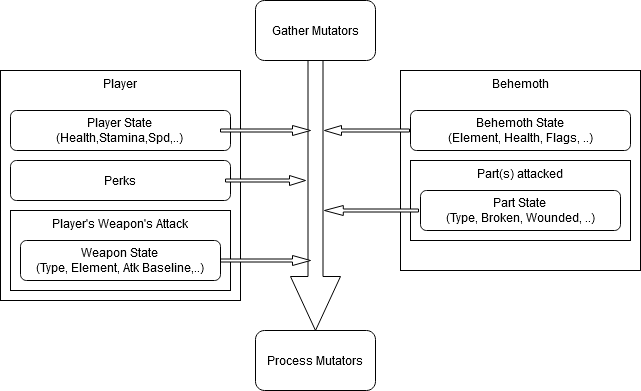 Gather Mutators
Player
Player State
(Health,Stamina,Spd,..)
Perks
Player's Weapon's Attack
Weapon State
(Type, Element, Atk Baseline,..)
Behemoth
Behemoth State
(Element, Health, Flags, ..)
Part(s) attacked
Part State
(Type, Broken, Wounded, ..)
Process Mutators